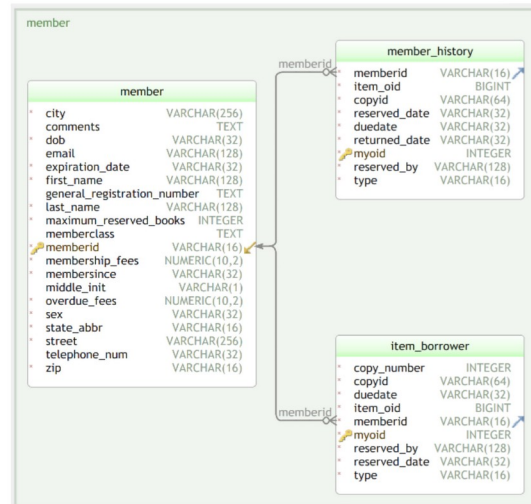 member
memberid
member_history
memberid VARCHAR(16)
item_oid BIGINT
copyid VARCHAR(64)
reserved_date VARCHAR(32)
duedate VARCHAR(32)
returned_date VARCHAR(32)
myoid INTEGER
reserved_by VARCHAR(128)
type VARCHAR(16)
member
city VARCHAR(256)
comments TEXT
dob VARCHAR(32)
email VARCHAR(128)
expiration_date VARCHAR(32)
first_name VARCHAR(128)
general_registration_number TEXT
last_name VARCHAR(128)
maximum_reserved_books INTEGER
memberclass TEXT
memberid VARCHAR(16)
membership_fees NUMERIC(10,2)
membersince VARCHAR(32)
middle_init VARCHAR(1)
overdue_fees NUMERIC(10,2)
sex VARCHAR(32)
state_abbr VARCHAR(16)
street VARCHAR(256)
telephone_num VARCHAR(32)
zip VARCHAR(16)
item_borrower
copy_number INTEGER
copyid VARCHAR(64)
duedate VARCHAR(32)
item_oid BIGINT
memberid
memberid VARCHAR(16)
myoid INTEGER
reserved_by VARCHAR(128)
reserved_date VARCHAR(32)
type VARCHAR(16)